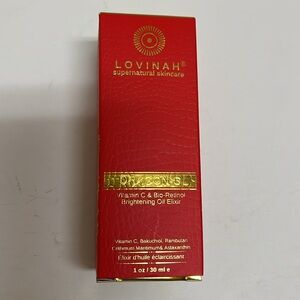 LOVINAH®
supernatural skincare
Vitamin C & Bio-Retinol
Brightening Oil Elixir
Vitamin C, Bakuchiol, Rambutan
Crithmum Maritimum & Astaxanthin
Élixir d'huile éclaircissant
1 oz / 30 ml e